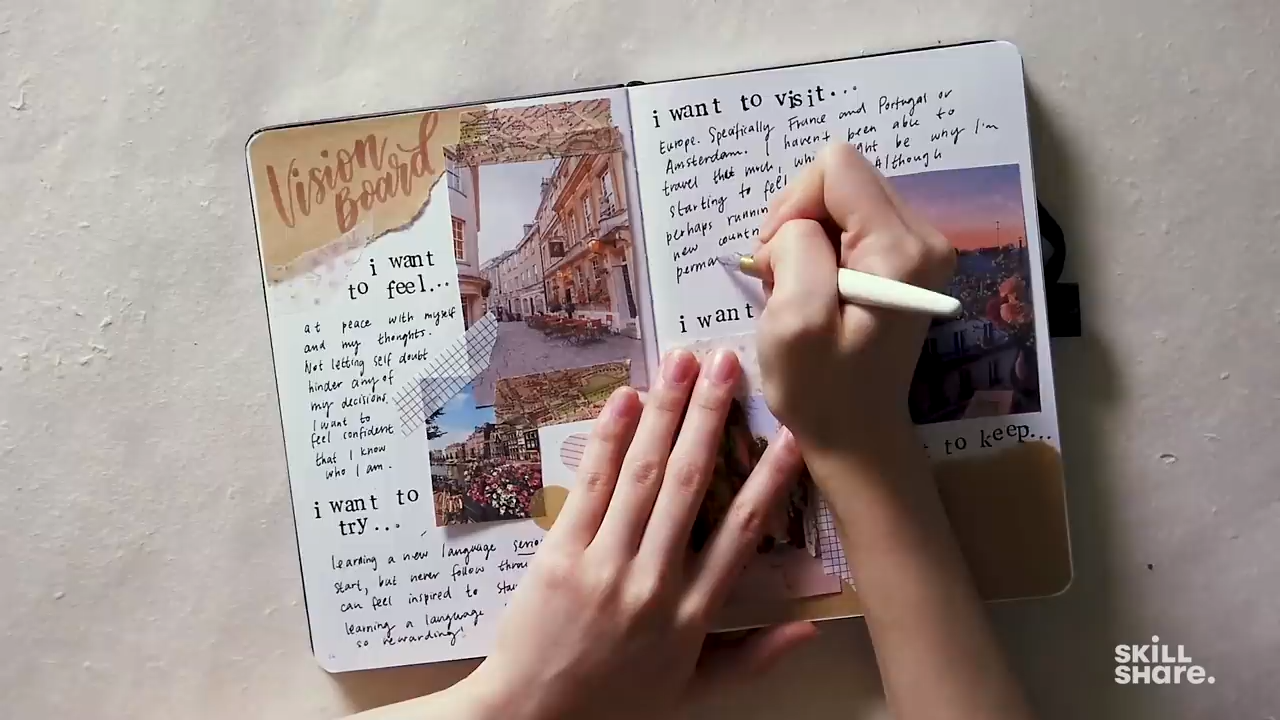 Vision
Board
i want
to feel...
at peace with myself
and my thoughts.
Not letting self doubt
hinder any of
my decisions.
I want to
feel confident
that I know
who I am.
i want to
try...
learning a new language
start, but never follow
can feel inspired to
learning a language
so rewarding!
i want to visit...
Europe. Specifically France and Portugal or
Amsterdam. I haven't been able to
travel that much, be why I'm
starting to feel Although
perhaps
new
i want
to keep...
SKILL
SHARE.